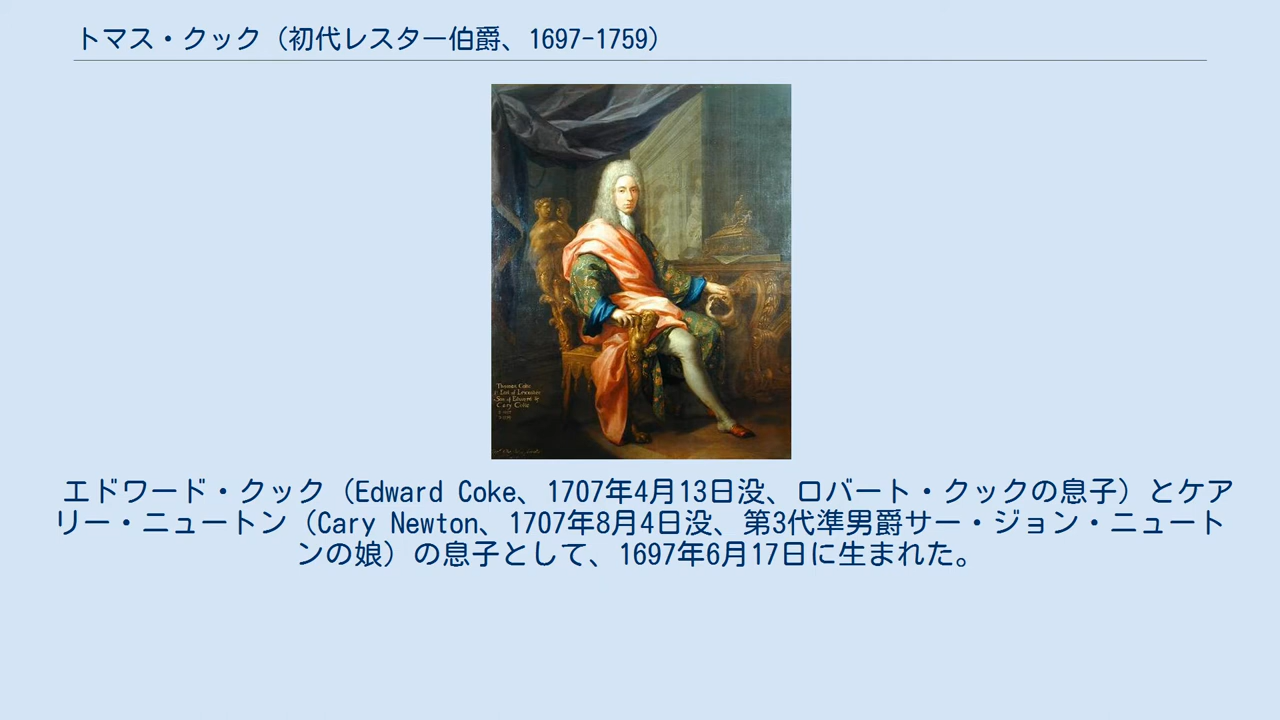 トマス・クック（初代レスター伯爵、1697-1759）
Thomas Coke
Cary Coke
エドワード・クック（Edward Coke、1707年4月13日没、ロバート・クックの息子）とケア
リー・ニュートン（Cary Newton、1707年8月4日没、第3代準男爵サー・ジョン・ニュート
ンの娘）の息子として、1697年6月17日に生まれた。